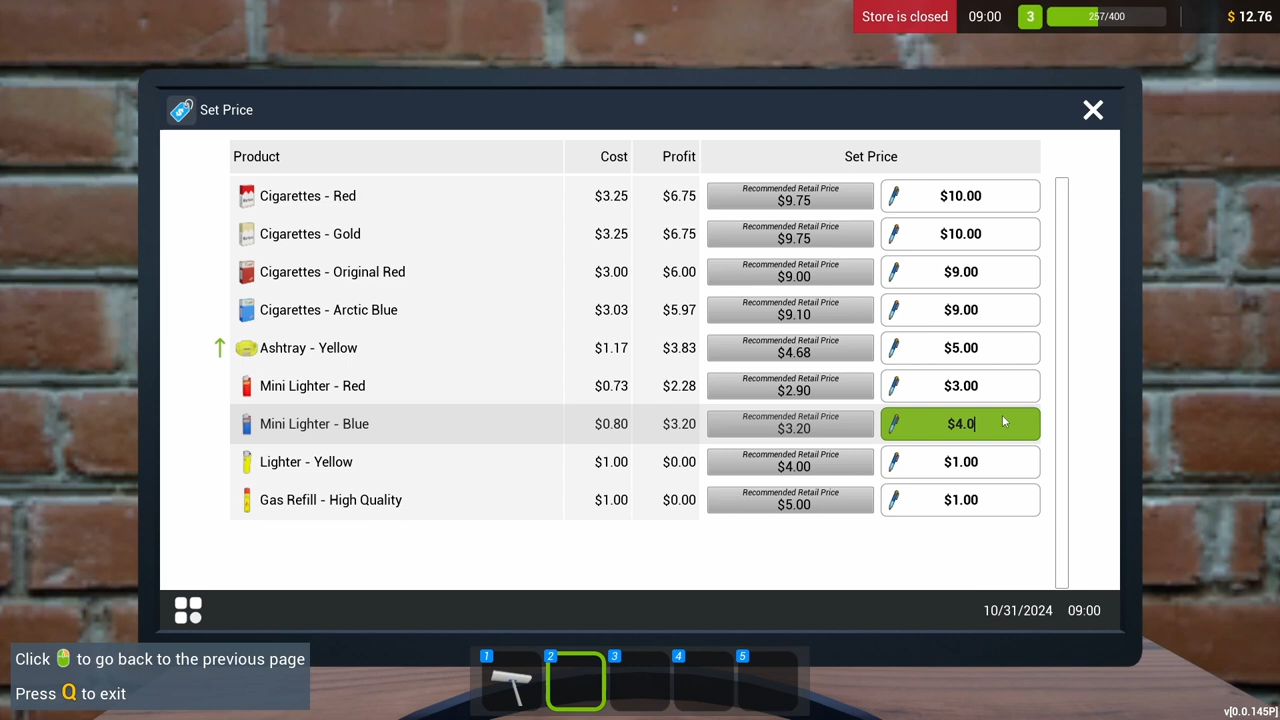 Store is closed 09:00 3 257/400 $ 12.76
Set Price
Product Cost Profit Set Price
Cigarettes - Red $3.25 $6.75 Recommended Retail Price $9.75 $10.00
Cigarettes - Gold $3.25 $6.75 Recommended Retail Price $9.75 $10.00
Cigarettes - Original Red $3.00 $6.00 Recommended Retail Price $9.00 $9.00
Cigarettes - Arctic Blue $3.03 $5.97 Recommended Retail Price $9.10 $9.00
Ashtray - Yellow $1.17 $3.83 Recommended Retail Price $4.68 $5.00
Mini Lighter - Red $0.73 $2.28 Recommended Retail Price $2.90 $3.00
Mini Lighter - Blue $0.80 $3.20 Recommended Retail Price $3.20 $4.0
Lighter - Yellow $1.00 $0.00 Recommended Retail Price $4.00 $1.00
Gas Refill - High Quality $1.00 $0.00 Recommended Retail Price $5.00 $1.00
10/31/2024 09:00
Click to go back to the previous page
Press Q to exit
1 2 3 4 5
v[0.0.145P]